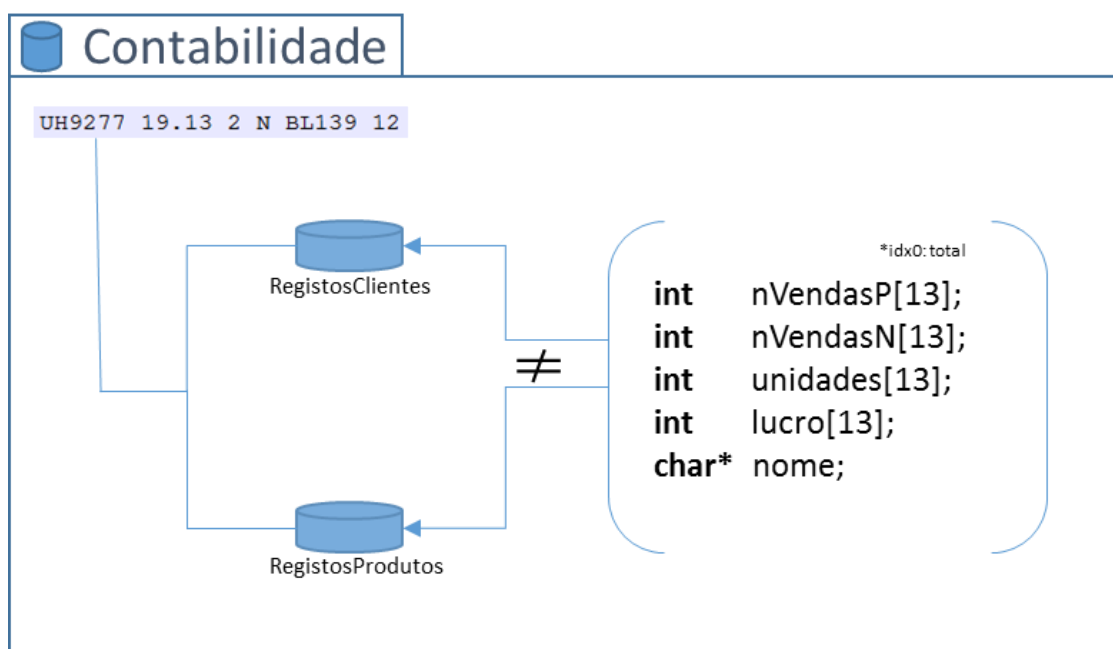 Contabilidade
UH9277 19.13 2 N BL139 12
RegistosClientes
≠
*idx0: total
int nVendasP[13];
int nVendasN[13];
int unidades[13];
int lucro[13];
char* nome;
RegistosProdutos